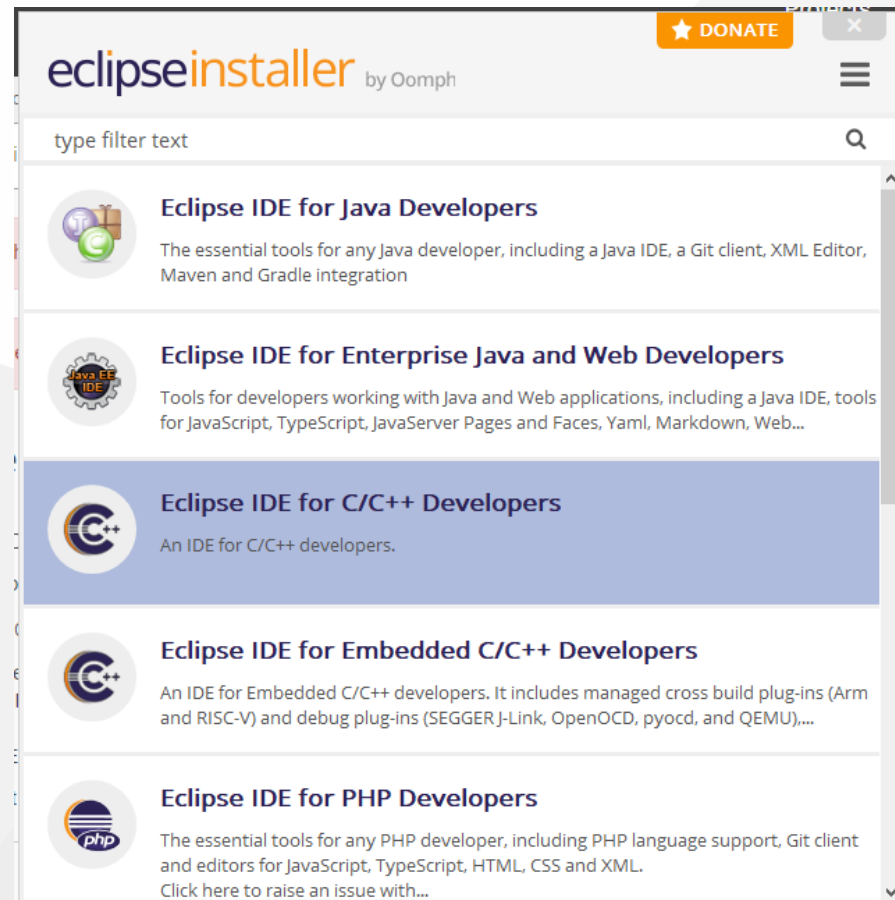 Projects
DONATE
eclipseinstaller by Oomph
type filter text
Eclipse IDE for Java Developers
The essential tools for any Java developer, including a Java IDE, a Git client, XML Editor,
Maven and Gradle integration
Java EE
IDE
Eclipse IDE for Enterprise Java and Web Developers
Tools for developers working with Java and Web applications, including a Java IDE, tools
for JavaScript, TypeScript, JavaServer Pages and Faces, Yaml, Markdown, Web...
C++
Eclipse IDE for C/C++ Developers
An IDE for C/C++ developers.
C++
Eclipse IDE for Embedded C/C++ Developers
An IDE for Embedded C/C++ developers. It includes managed cross build plug-ins (Arm
and RISC-V) and debug plug-ins (SEGGER J-Link, OpenOCD, pyocd, and QEMU),...
php
Eclipse IDE for PHP Developers
The essential tools for any PHP developer, including PHP language support, Git client
and editors for JavaScript, TypeScript, HTML, CSS and XML.
Click here to raise an issue with...